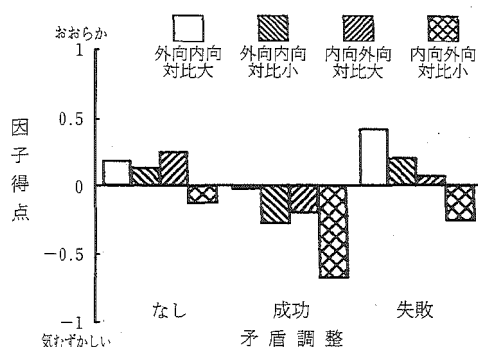 おおらか
外向内向 外向内向 内向外向 内向外向
対比大 対比小 対比大 対比小
1
0.5
因子得点
0
−0.5
なし 成功 失敗
−1
気むずかしい 矛盾調整